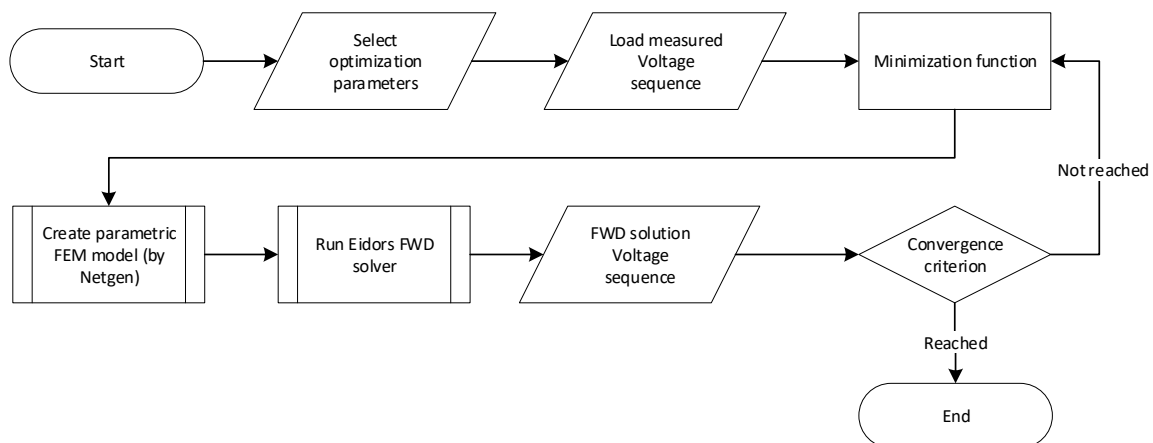 Start
Select
optimization
parameters
Load measured
Voltage
sequence
Minimization function
Not reached
Create parametric
FEM model (by
Netgen)
Run Eidors FWD
solver
FWD solution
Voltage
sequence
Convergence
criterion
Reached
End